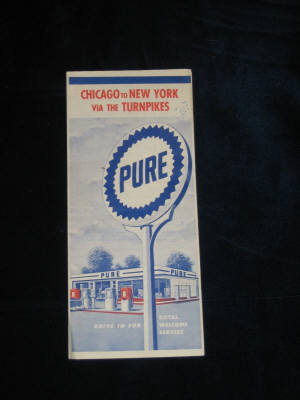 CHICAGO TO NEW YORK
VIA THE TURNPIKES
PURE
PURE
PURE
DRIVE IN FOR
ROYAL
WELCOME
SERVICE